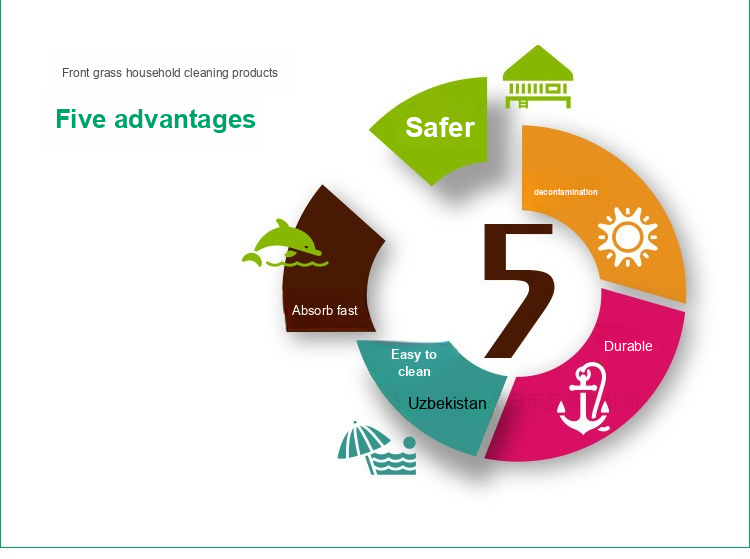 Front grass household cleaning products
Five advantages
Safer
decontamination
5
Absorb fast
Durable
Easy to
clean
Uzbekistan